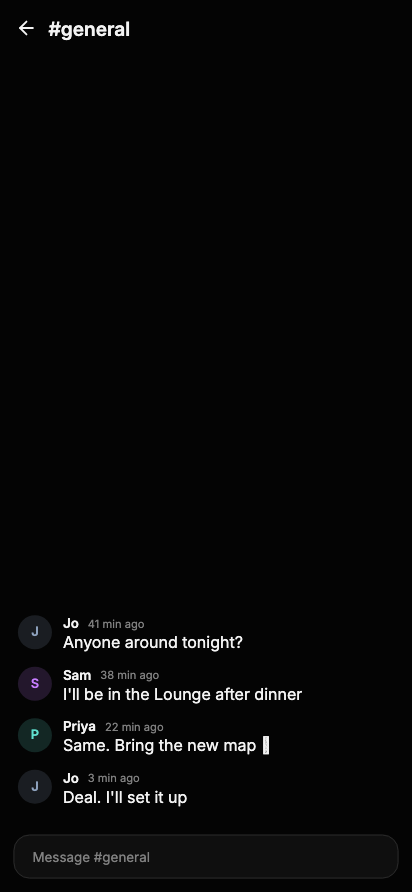 #general
Jo 41 min ago
Anyone around tonight?
Sam 38 min ago
I'll be in the Lounge after dinner
Priya 22 min ago
Same. Bring the new map
Jo 3 min ago
Deal. I'll set it up
Message #general
J
S
P
J